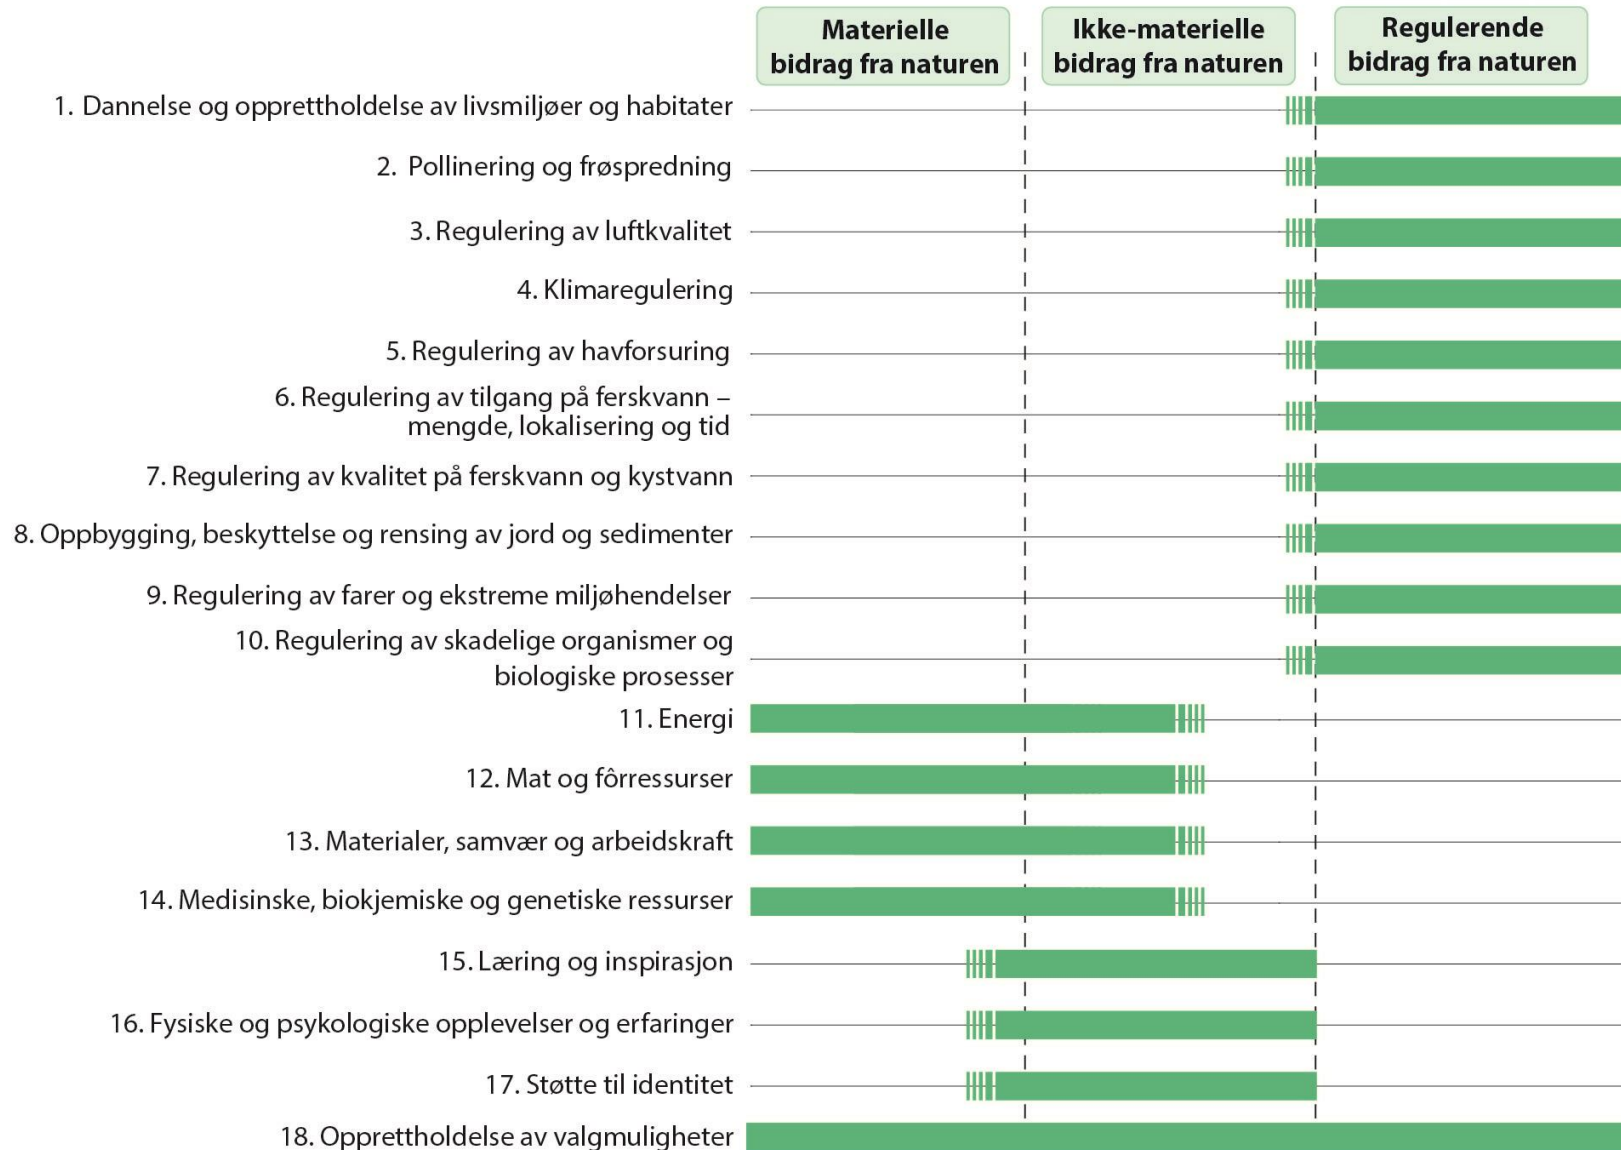 Materielle
bidrag fra naturen
Ikke-materielle
bidrag fra naturen
Regulerende
bidrag fra naturen
1. Dannelse og opprettholdelse av livsmiljøer og habitater
2. Pollinering og frøspredning
3. Regulering av luftkvalitet
4. Klimaregulering
5. Regulering av havforsuring
6. Regulering av tilgang på ferskvann –
mengde, lokalisering og tid
7. Regulering av kvalitet på ferskvann og kystvann
8. Oppbygging, beskyttelse og rensing av jord og sedimenter
9. Regulering av farer og ekstreme miljøhendelser
10. Regulering av skadelige organismer og
biologiske prosesser
11. Energi
12. Mat og fôrressurser
13. Materialer, samvær og arbeidskraft
14. Medisinske, biokjemiske og genetiske ressurser
15. Læring og inspirasjon
16. Fysiske og psykologiske opplevelser og erfaringer
17. Støtte til identitet
18. Opprettholdelse av valgmuligheter